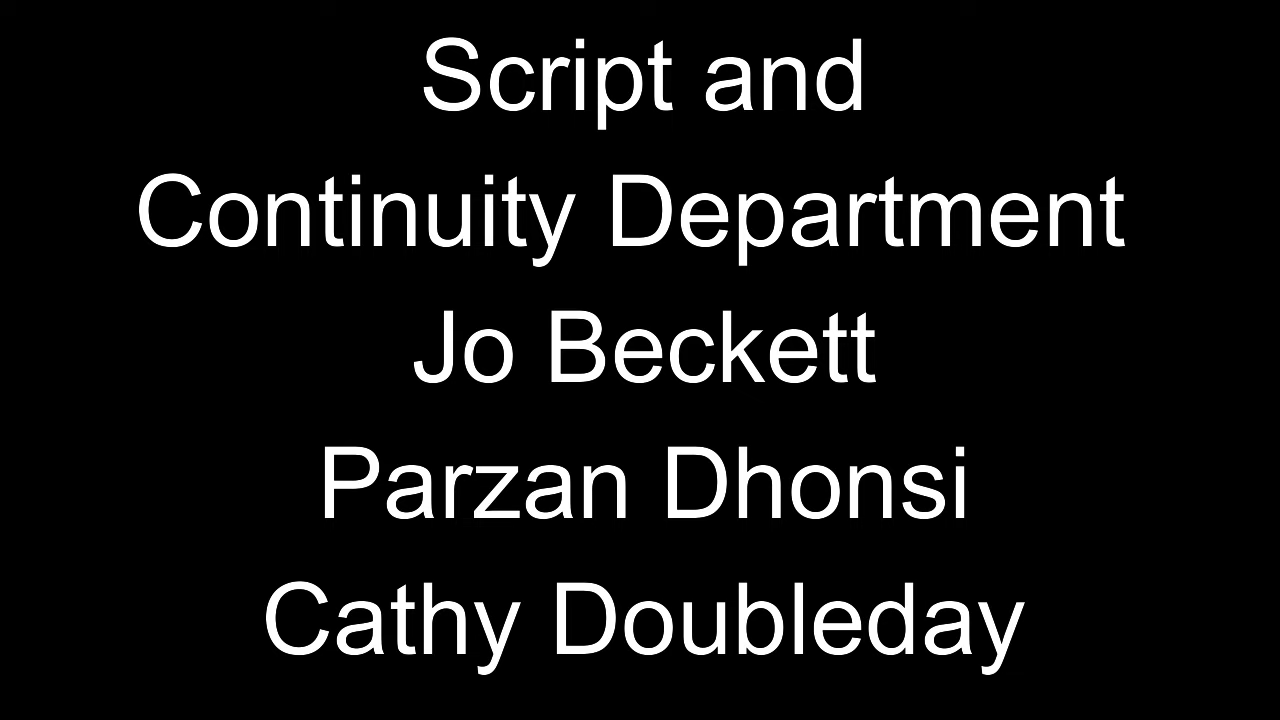 Script and
Continuity Department
Jo Beckett
Parzan Dhonsi
Cathy Doubleday